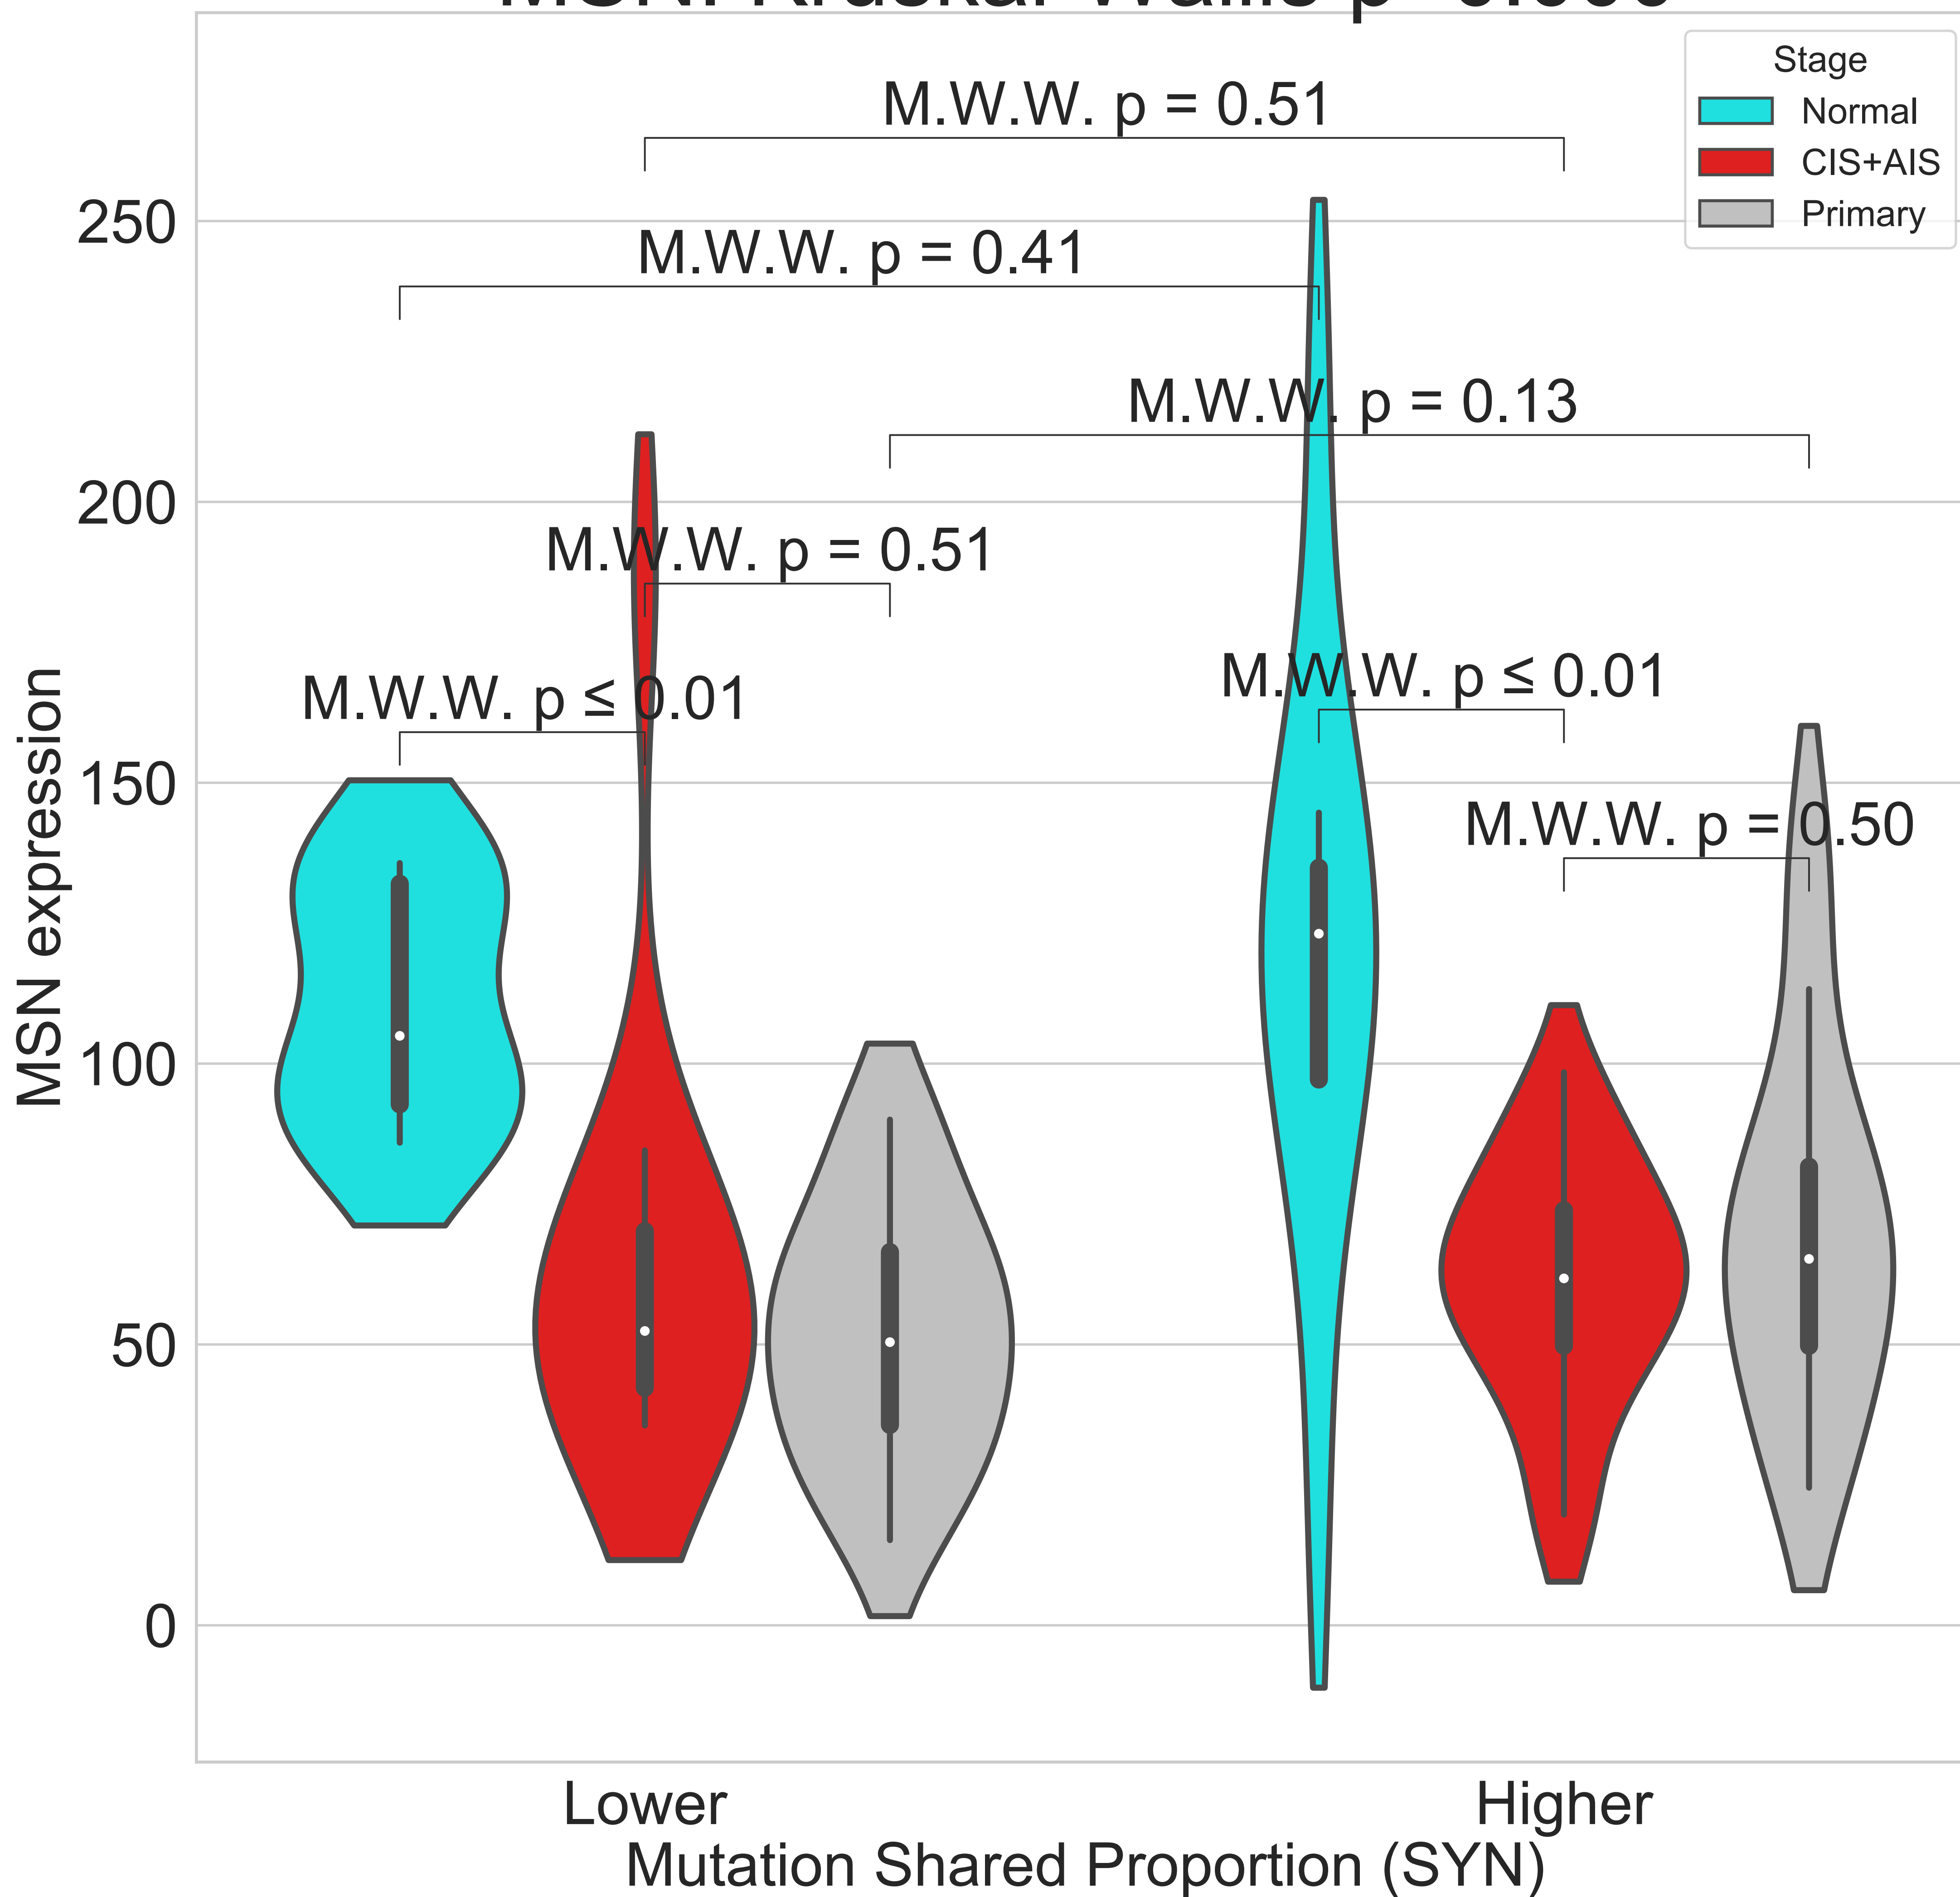 Stage
Normal
CIS+AIS
Primary
M.W.W. p = 0.51
M.W.W. p = 0.41
M.W.W. p = 0.13
M.W.W. p = 0.51
M.W.W. p ≤ 0.01
M.W.W. p ≤ 0.01
M.W.W. p = 0.50
MSN expression
250
200
150
100
50
0
Lower
Higher
Mutation Shared Proportion (SYN)